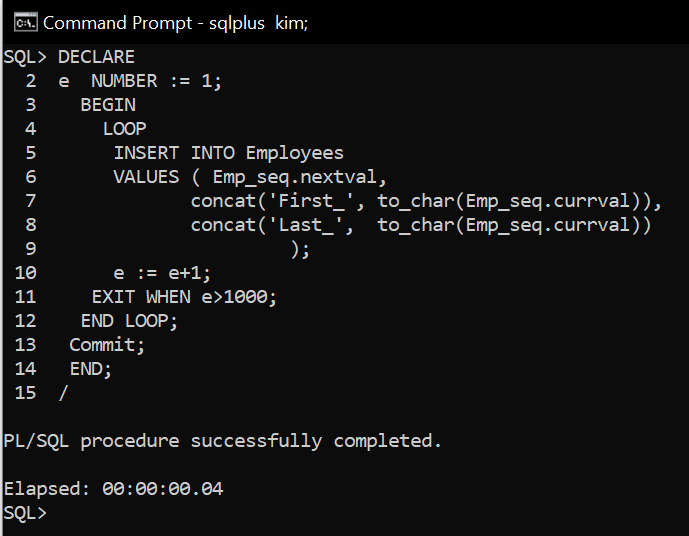 Command Prompt - sqlplus  kim;
SQL> DECLARE
  2  e  NUMBER := 1;
  3    BEGIN
  4      LOOP
  5       INSERT INTO Employees
  6       VALUES ( Emp_seq.nextval,
  7              concat('First_', to_char(Emp_seq.currval)),
  8              concat('Last_',  to_char(Emp_seq.currval))
  9                       );
 10       e := e+1;
 11     EXIT WHEN e>1000;
 12    END LOOP;
 13   Commit;
 14   END;
 15  /
PL/SQL procedure successfully completed.
Elapsed: 00:00:00.04
SQL>